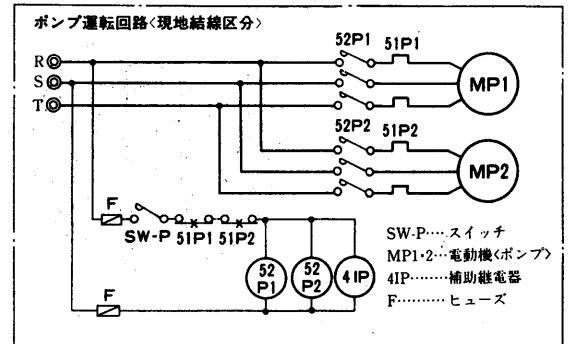 ポンプ運転回路〈現地結線区分〉
52P1 51P1
R
S
T
MP1
52P2 51P2
MP2
F
SW-P 51P1 51P2
52 P1
52 P2
4IP
F
SW-P‥‥スイッチ
MP1・2‥電動機〈ポンプ〉
4IP‥‥‥‥補助継電器
F‥‥‥‥‥ヒューズ